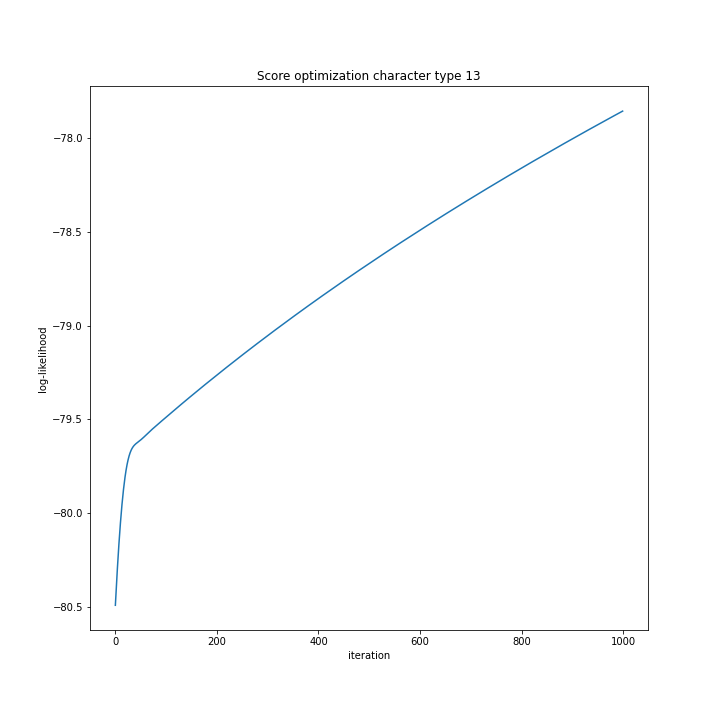 Score optimization character type 13
log-likelihood
−78.0
−78.5
−79.0
−79.5
−80.0
−80.5
0 200 400 600 800 1000
iteration